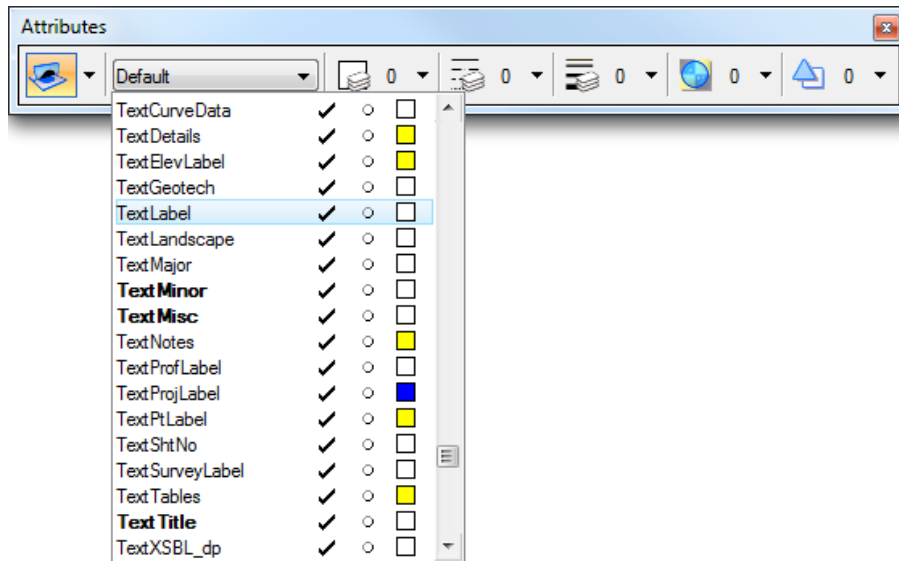 Attributes
Default 0 0 0 0 0
TextCurveData
TextDetails
TextElevLabel
TextGeotech
TextLabel
TextLandscape
TextMajor
TextMinor
TextMisc
TextNotes
TextProfLabel
TextProjLabel
TextPtLabel
TextShtNo
TextSurveyLabel
TextTables
TextTitle
TextXSBL_dp